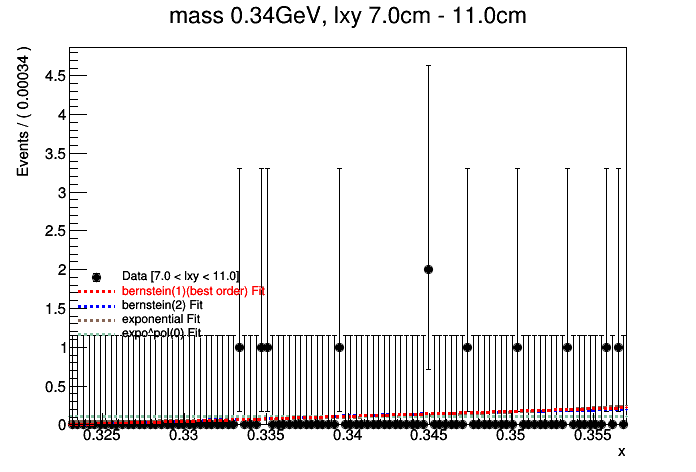 mass 0.34GeV, lxy 7.0cm - 11.0cm
Events / ( 0.00034 )
4.5
4
3.5
3
2.5
2
1.5
1
0.5
0
Data [7.0 < lxy < 11.0]
bernstein(1)(best order) Fit
bernstein(2) Fit
exponential Fit
expo^pol(0) Fit
0.325 0.33 0.335 0.34 0.345 0.35 0.355
x